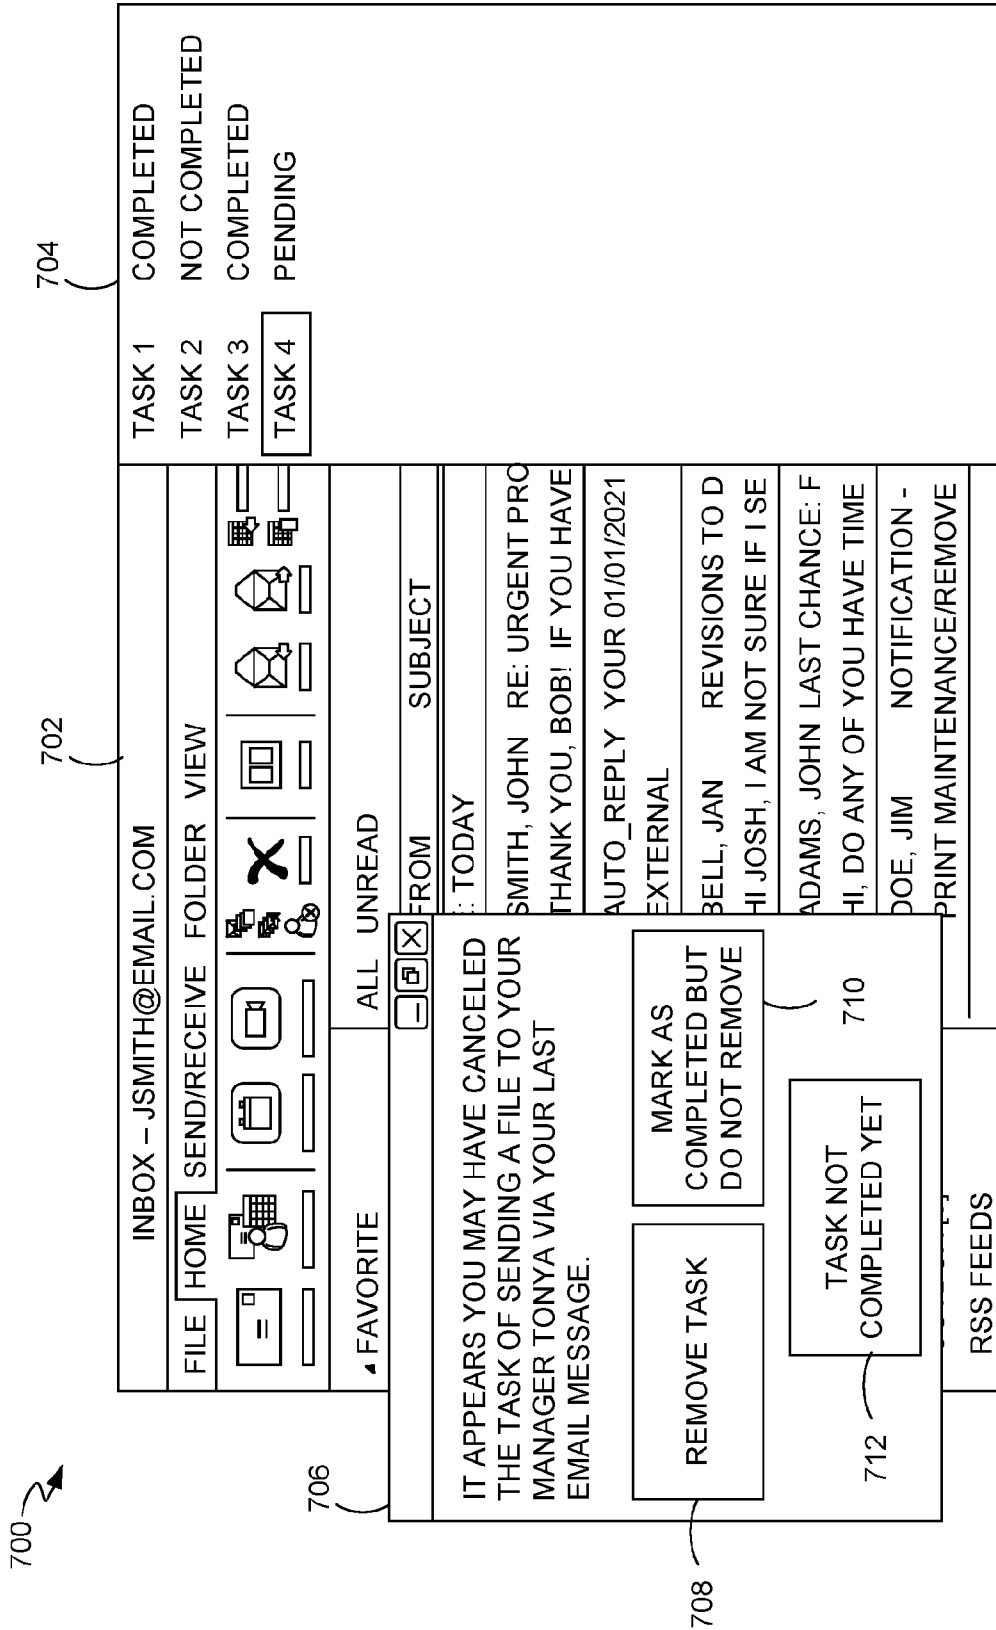 700
702
704
INBOX – JSMITH@EMAIL.COM
FILE HOME SEND/RECEIVE FOLDER VIEW
FAVORITE
ALL UNREAD
FROM SUBJECT
: TODAY
SMITH, JOHN RE: URGENT PRO
THANK YOU, BOB! IF YOU HAVE
AUTO_REPLY YOUR 01/01/2021
EXTERNAL
BELL, JAN REVISIONS TO D
HI JOSH, I AM NOT SURE IF I SE
ADAMS, JOHN LAST CHANCE: F
HI, DO ANY OF YOU HAVE TIME
DOE, JIM NOTIFICATION -
PRINT MAINTENANCE/REMOVE
RSS FEEDS
TASK 1 COMPLETED
TASK 2 NOT COMPLETED
TASK 3 COMPLETED
TASK 4 PENDING
706
IT APPEARS YOU MAY HAVE CANCELED
THE TASK OF SENDING A FILE TO YOUR
MANAGER TONYA VIA YOUR LAST
EMAIL MESSAGE.
REMOVE TASK
MARK AS
COMPLETED BUT
DO NOT REMOVE
TASK NOT
COMPLETED YET
708
710
712